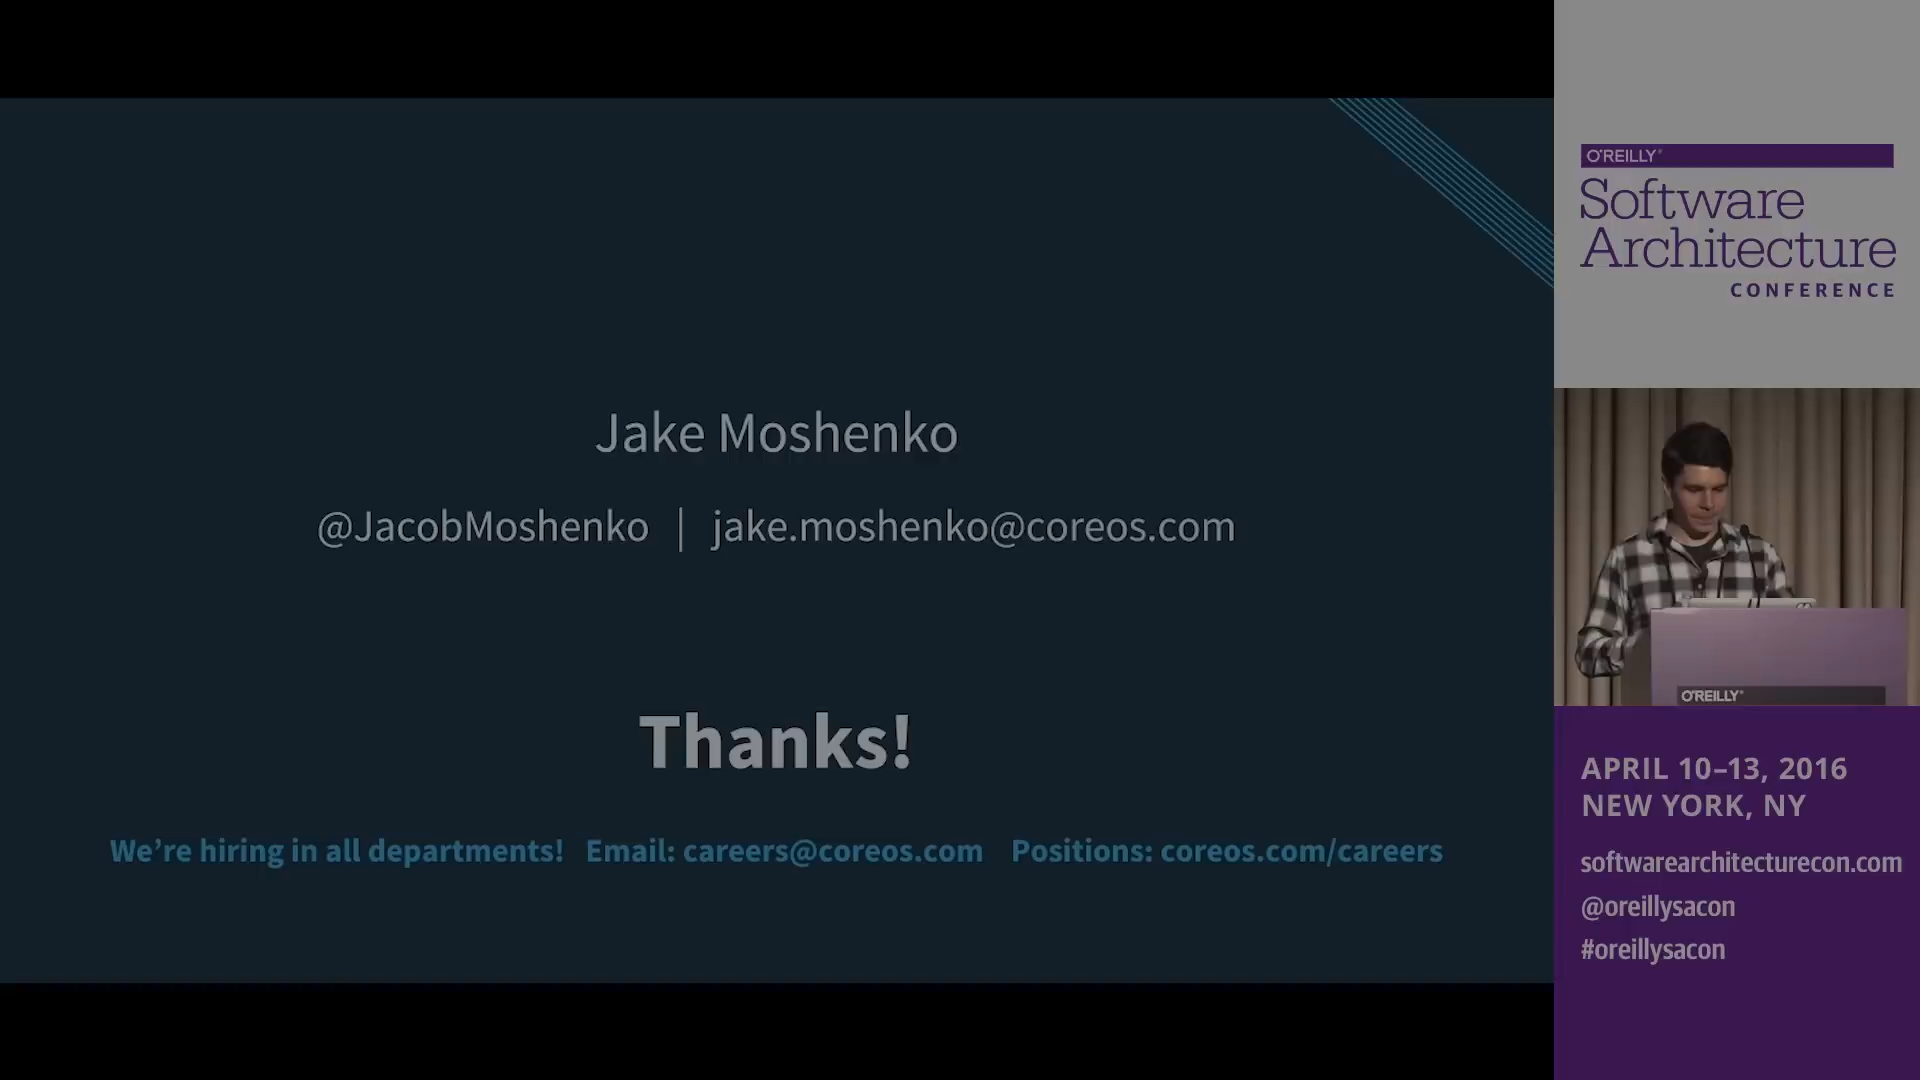 Jake Moshenko
@JacobMoshenko | jake.moshenko@coreos.com
Thanks!
We’re hiring in all departments! Email: careers@coreos.com Positions: coreos.com/careers
O'REILLY®
Software
Architecture
CONFERENCE
O'REILLY®
APRIL 10–13, 2016
NEW YORK, NY
softwarearchitecturecon.com
@oreillysacon
#oreillysacon